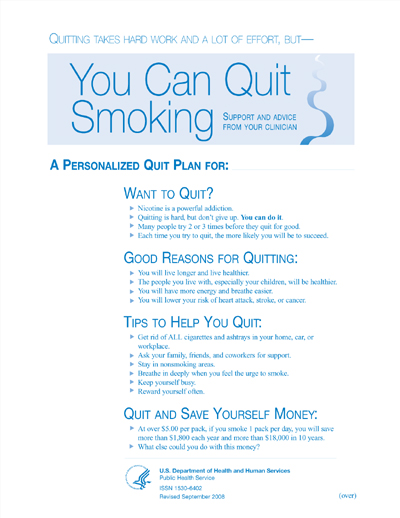 QUITTING TAKES HARD WORK AND A LOT OF EFFORT, BUT—
You Can Quit
Smoking
SUPPORT AND ADVICE
FROM YOUR CLINICIAN
A PERSONALIZED QUIT PLAN FOR:
WANT TO QUIT?
Nicotine is a powerful addiction.
Quitting is hard, but don't give up. You can do it.
Many people try 2 or 3 times before they quit for good.
Each time you try to quit, the more likely you will be to succeed.
GOOD REASONS FOR QUITTING:
You will live longer and live healthier.
The people you live with, especially your children, will be healthier.
You will have more energy and breathe easier.
You will lower your risk of heart attack, stroke, or cancer.
TIPS TO HELP YOU QUIT:
Get rid of ALL cigarettes and ashtrays in your home, car, or
workplace.
Ask your family, friends, and coworkers for support.
Stay in nonsmoking areas.
Breathe in deeply when you feel the urge to smoke.
Keep yourself busy.
Reward yourself often.
QUIT AND SAVE YOURSELF MONEY:
At over $5.00 per pack, if you smoke 1 pack per day, you will save
more than $1,800 each year and more than $18,000 in 10 years.
What else could you do with this money?
U.S. Department of Health and Human Services
Public Health Service
ISSN 1530-6402
Revised September 2008
(over)